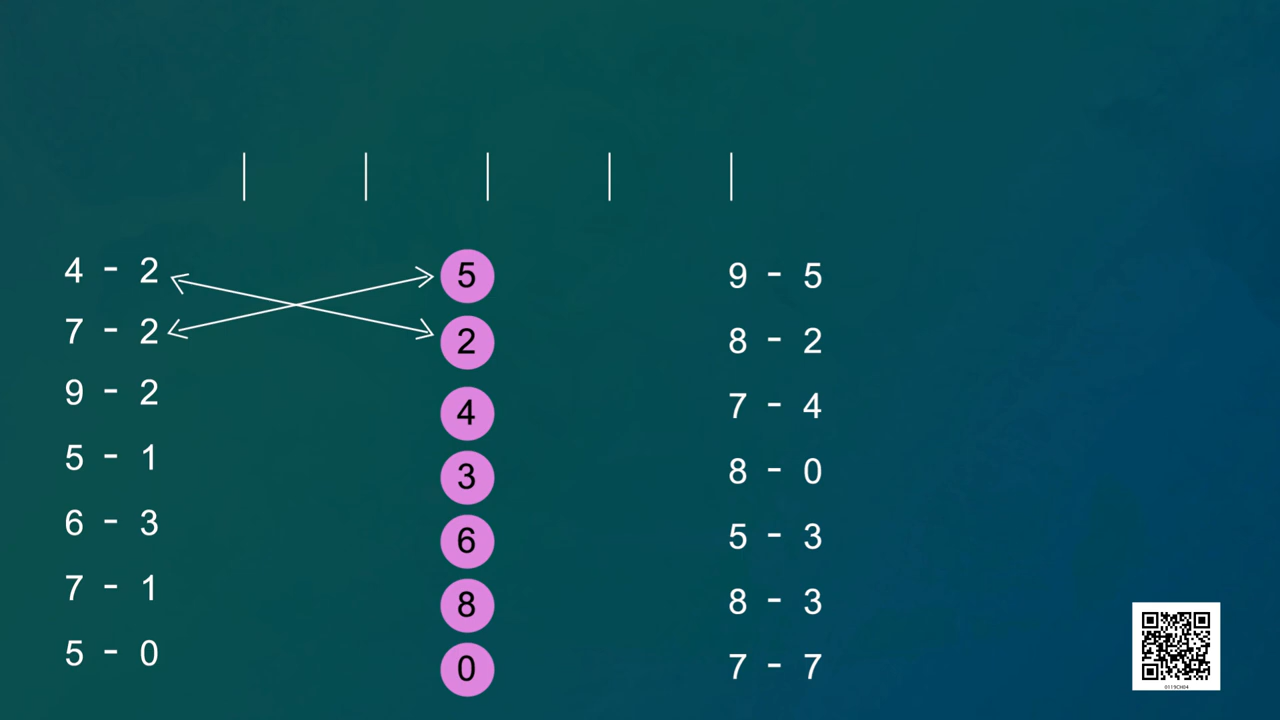 4 - 2
7 - 2
9 - 2
5 - 1
6 - 3
7 - 1
5 - 0
5
2
4
3
6
8
0
9 - 5
8 - 2
7 - 4
8 - 0
5 - 3
8 - 3
7 - 7
0119CH04